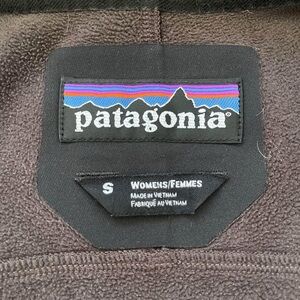 patagonia®
S WOMENS/FEMMES
MADE IN VIETNAM
FABRIQUÉ AU VIETNAM